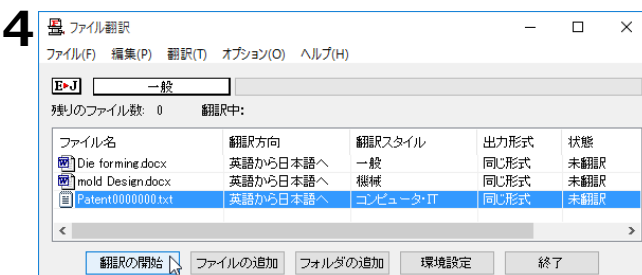 4
ファイル翻訳
ファイル(F) 編集(P) 翻訳(T) オプション(O) ヘルプ(H)
E▸J 一般
残りのファイル数: 0 翻訳中:
ファイル名 翻訳方向 翻訳スタイル 出力形式 状態
Die forming.docx 英語から日本語へ 一般 同じ形式 未翻訳
mold Design.docx 英語から日本語へ 機械 同じ形式 未翻訳
Patent0000000.txt 英語から日本語へ コンピュータ・IT 同じ形式 未翻訳
翻訳の開始 ファイルの追加 フォルダの追加 環境設定 終了